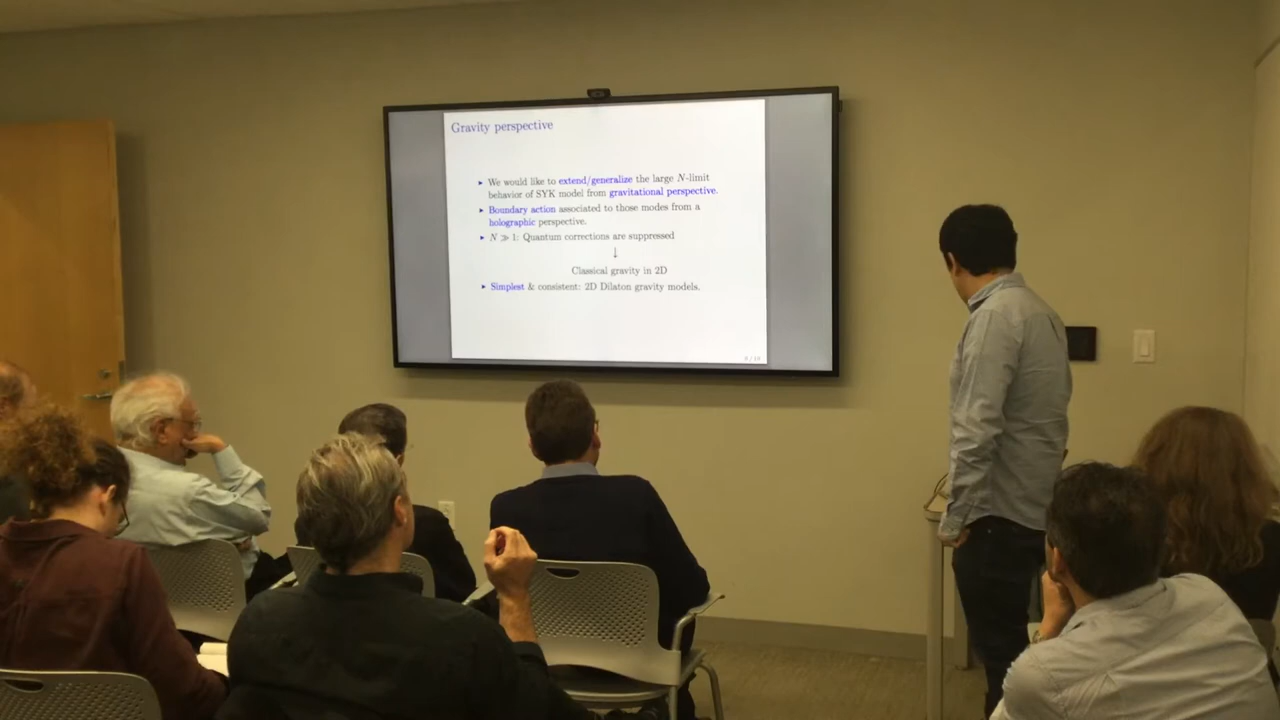 Gravity perspective
▸ We would like to extend/generalize the large N-limit
behavior of SYK model from gravitational perspective.
▸ Boundary action associated to those modes from a
holographic perspective.
▸ N ≫ 1: Quantum corrections are suppressed
↓
Classical gravity in 2D
▸ Simplest & consistent: 2D Dilaton gravity models.